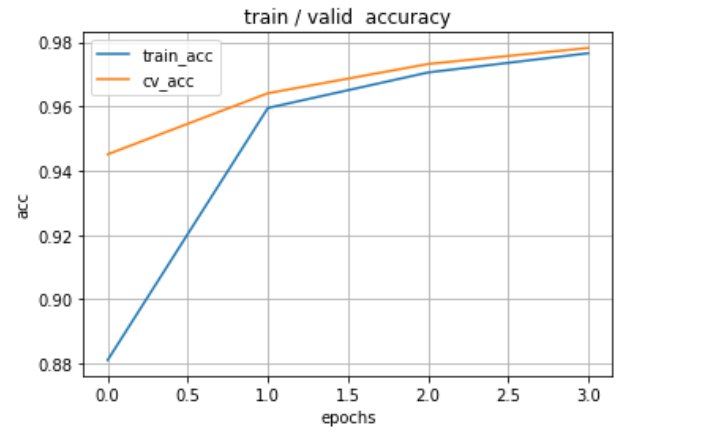 train / valid  accuracy
train_acc
cv_acc
0.98
0.96
0.94
0.92
0.90
0.88
acc
0.0 0.5 1.0 1.5 2.0 2.5 3.0
epochs